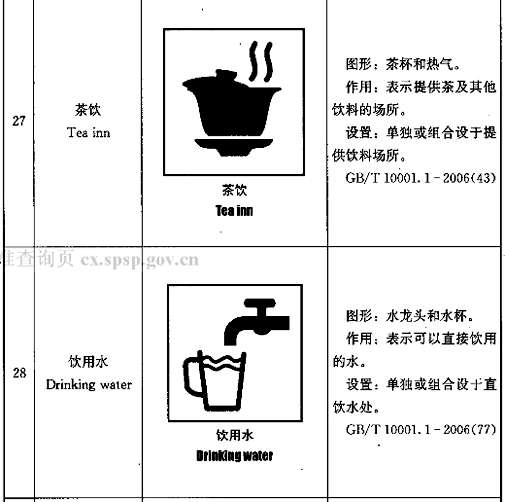 27
茶饮
Tea inn
茶饮
Tea inn
图形：茶杯和热气。
作用：表示提供茶及其他
饮料的场所。
设置：单独或组合设于提
供饮料场所。
GB/T 10001.1－2006(43)
查询页 cx.spsp.gov.cn
28
饮用水
Drinking water
饮用水
Drinking water
图形：水龙头和水杯。
作用：表示可以直接饮用
的水。
设置：单独或组合设于直
饮水处。
GB/T 10001.1－2006(77)